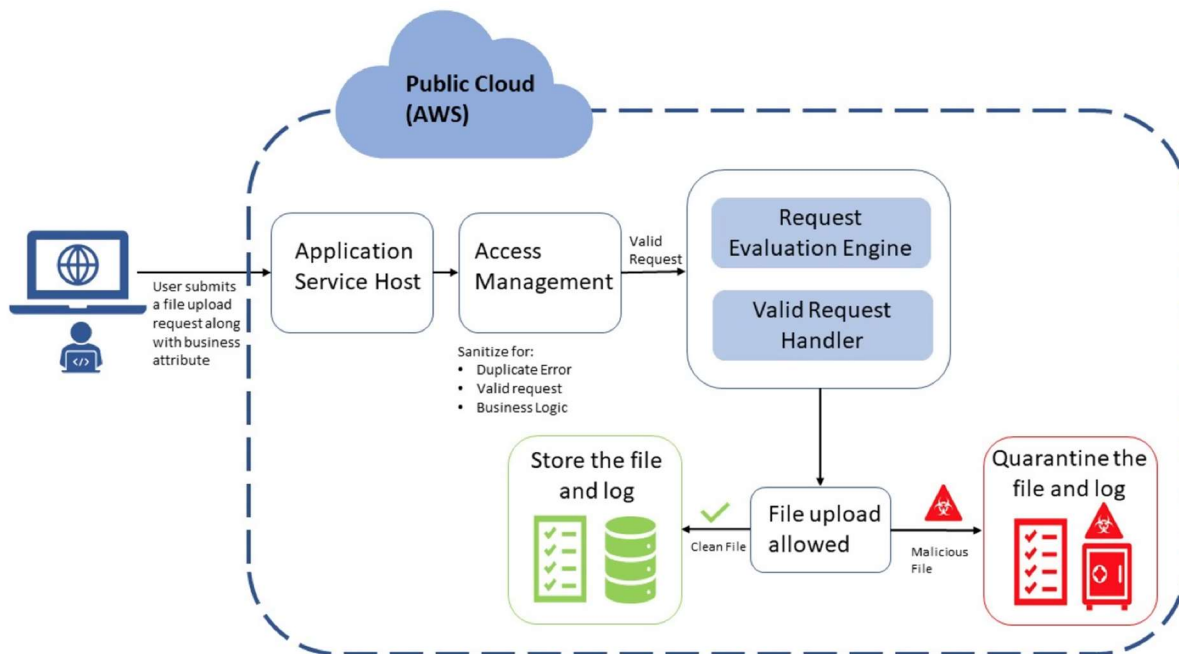 Public Cloud
(AWS)
User submits
a file upload
request along
with business
attribute
Application
Service Host
Access
Management
Sanitize for:
• Duplicate Error
• Valid request
• Business Logic
Valid
Request
Request
Evaluation Engine
Valid Request
Handler
Store the file
and log
Clean File
File upload
allowed
Malicious
File
Quarantine the
file and log